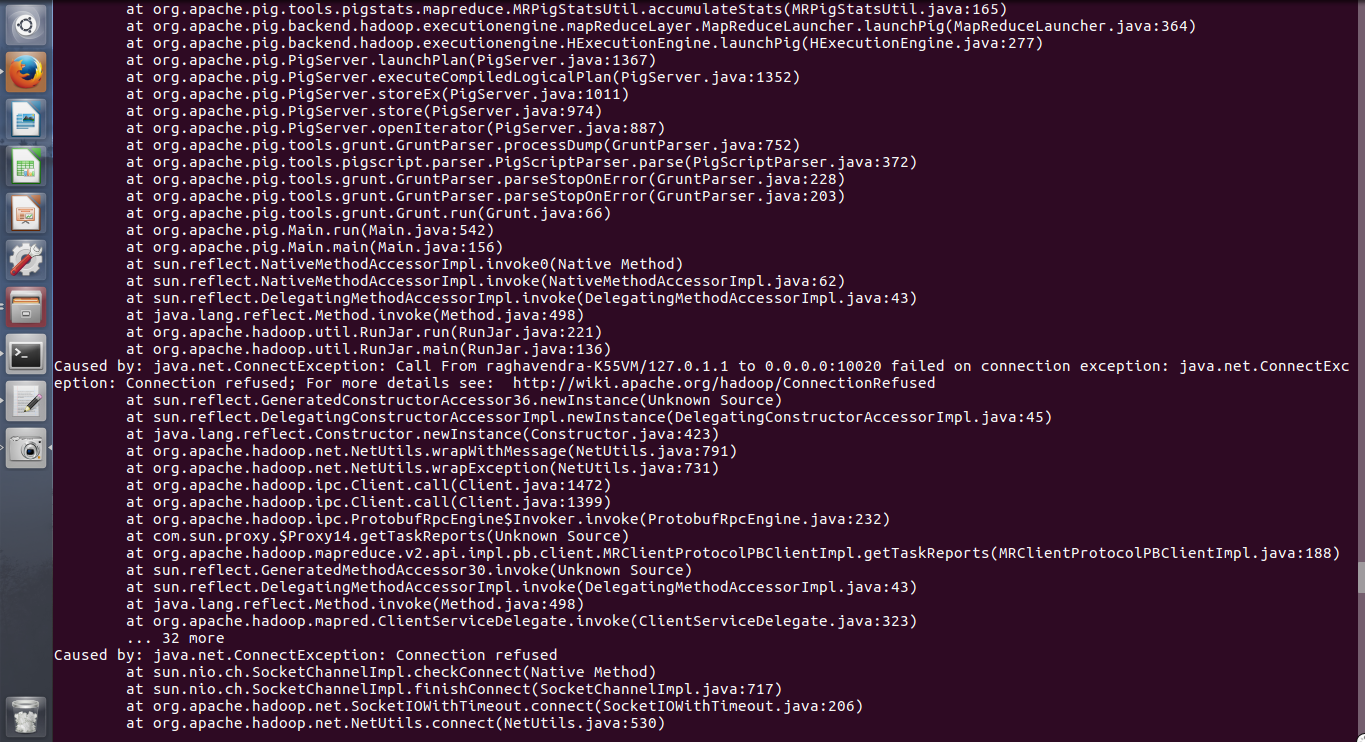 at org.apache.pig.tools.pigstats.mapreduce.MRPigStatsUtil.accumulateStats(MRPigStatsUtil.java:165)
at org.apache.pig.backend.hadoop.executionengine.mapReduceLayer.MapReduceLauncher.launchPig(MapReduceLauncher.java:364)
at org.apache.pig.backend.hadoop.executionengine.HExecutionEngine.launchPig(HExecutionEngine.java:277)
at org.apache.pig.PigServer.launchPlan(PigServer.java:1367)
at org.apache.pig.PigServer.executeCompiledLogicalPlan(PigServer.java:1352)
at org.apache.pig.PigServer.storeEx(PigServer.java:1011)
at org.apache.pig.PigServer.store(PigServer.java:974)
at org.apache.pig.PigServer.openIterator(PigServer.java:887)
at org.apache.pig.tools.grunt.GruntParser.processDump(GruntParser.java:752)
at org.apache.pig.tools.pigscript.parser.PigScriptParser.parse(PigScriptParser.java:372)
at org.apache.pig.tools.grunt.GruntParser.parseStopOnError(GruntParser.java:228)
at org.apache.pig.tools.grunt.GruntParser.parseStopOnError(GruntParser.java:203)
at org.apache.pig.tools.grunt.Grunt.run(Grunt.java:66)
at org.apache.pig.Main.run(Main.java:542)
at org.apache.pig.Main.main(Main.java:156)
at sun.reflect.NativeMethodAccessorImpl.invoke0(Native Method)
at sun.reflect.NativeMethodAccessorImpl.invoke(NativeMethodAccessorImpl.java:62)
at sun.reflect.DelegatingMethodAccessorImpl.invoke(DelegatingMethodAccessorImpl.java:43)
at java.lang.reflect.Method.invoke(Method.java:498)
at org.apache.hadoop.util.RunJar.run(RunJar.java:221)
at org.apache.hadoop.util.RunJar.main(RunJar.java:136)
Caused by: java.net.ConnectException: Call From raghavendra-K55VM/127.0.1.1 to 0.0.0.0:10020 failed on connection exception: java.net.ConnectExc
eption: Connection refused; For more details see:  http://wiki.apache.org/hadoop/ConnectionRefused
at sun.reflect.GeneratedConstructorAccessor36.newInstance(Unknown Source)
at sun.reflect.DelegatingConstructorAccessorImpl.newInstance(DelegatingConstructorAccessorImpl.java:45)
at java.lang.reflect.Constructor.newInstance(Constructor.java:423)
at org.apache.hadoop.net.NetUtils.wrapWithMessage(NetUtils.java:791)
at org.apache.hadoop.net.NetUtils.wrapException(NetUtils.java:731)
at org.apache.hadoop.ipc.Client.call(Client.java:1472)
at org.apache.hadoop.ipc.Client.call(Client.java:1399)
at org.apache.hadoop.ipc.ProtobufRpcEngine$Invoker.invoke(ProtobufRpcEngine.java:232)
at com.sun.proxy.$Proxy14.getTaskReports(Unknown Source)
at org.apache.hadoop.mapreduce.v2.api.impl.pb.client.MRClientProtocolPBClientImpl.getTaskReports(MRClientProtocolPBClientImpl.java:188)
at sun.reflect.GeneratedMethodAccessor30.invoke(Unknown Source)
at sun.reflect.DelegatingMethodAccessorImpl.invoke(DelegatingMethodAccessorImpl.java:43)
at java.lang.reflect.Method.invoke(Method.java:498)
at org.apache.hadoop.mapred.ClientServiceDelegate.invoke(ClientServiceDelegate.java:323)
... 32 more
Caused by: java.net.ConnectException: Connection refused
at sun.nio.ch.SocketChannelImpl.checkConnect(Native Method)
at sun.nio.ch.SocketChannelImpl.finishConnect(SocketChannelImpl.java:717)
at org.apache.hadoop.net.SocketIOWithTimeout.connect(SocketIOWithTimeout.java:206)
at org.apache.hadoop.net.NetUtils.connect(NetUtils.java:530)